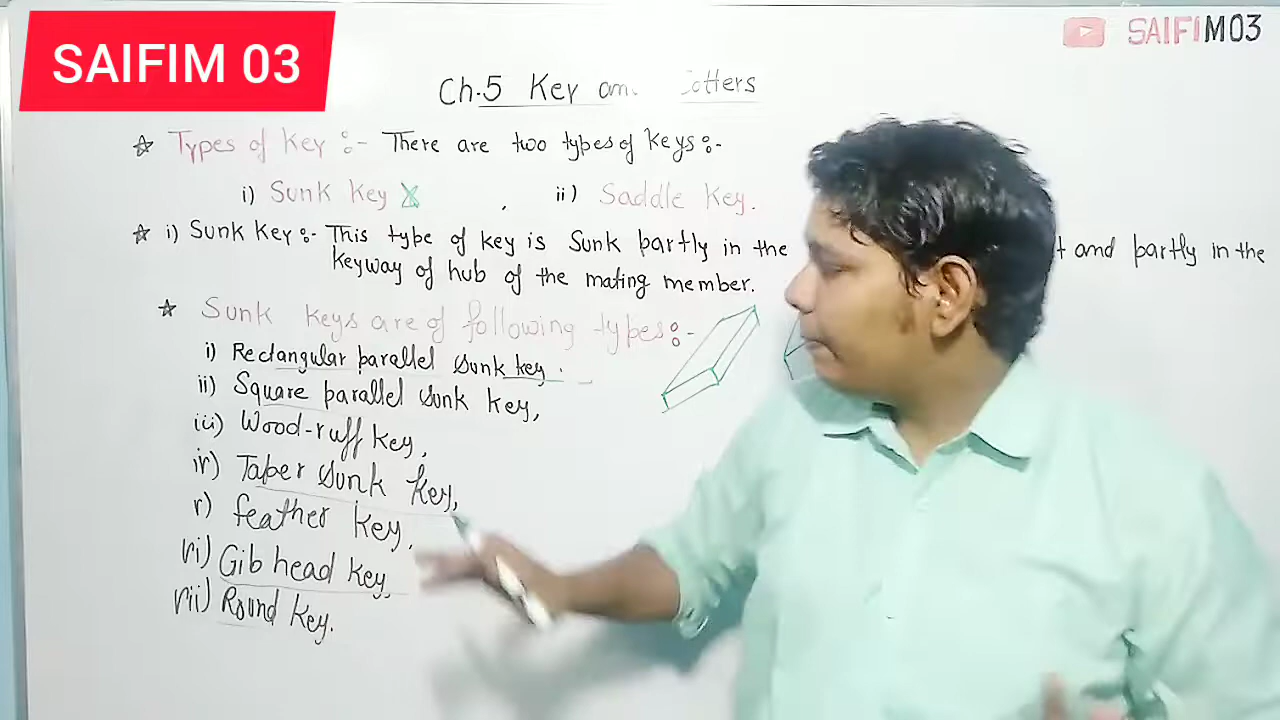 SAIFIM 03
SAIFIM03
Ch.5 Key an Cotters
Types of Key :- There are two types of Keys :-
i) Sunk Key X , ii) Saddle Key.
i) Sunk Key :- This type of key is Sunk partly in the t and partly in the
keyway of hub of the mating member.
Sunk keys are of following types :-
i) Rectangular parallel Sunk key.
ii) Square parallel Sunk key,
iii) Wood-ruff key,
iv) Taper Sunk Key,
v) feather key,
vi) Gib head key,
vii) Round key.